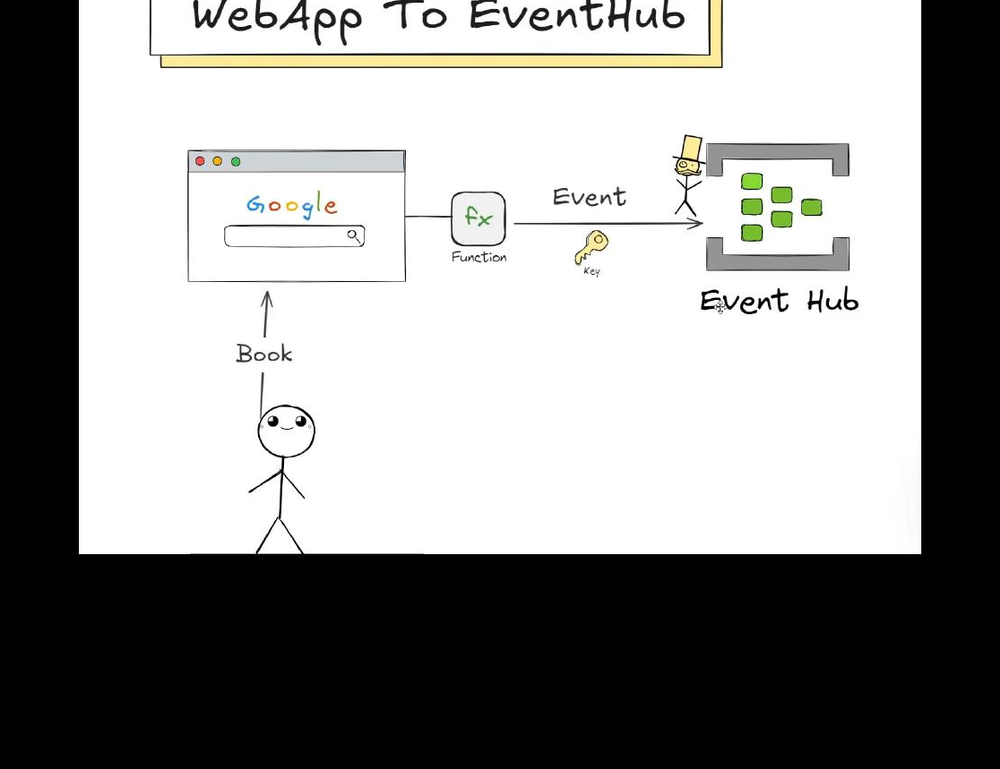 WebApp To EventHub
Google
fx
Function
Event
Key
Event Hub
Book